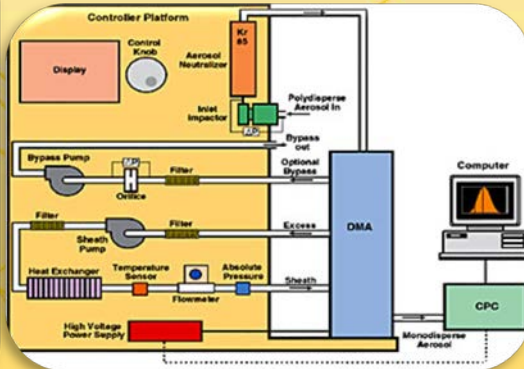 Controller Platform
Display
Control
Knob
Kr
85
Aerosol
Neutralizer
Inlet
Impactor
ΔP
Polydisperse
Aerosol In
Bypass
out
Bypass Pump
ΔP
Filter
Orifice
Optional
Bypass
Computer
Filter
Sheath
Pump
Filter
Excess
DMA
Heat Exchanger
Temperature
Sensor
Flowmeter
Absolute
Pressure
Sheath
CPC
High Voltage
Power Supply
Monodisperse
Aerosol